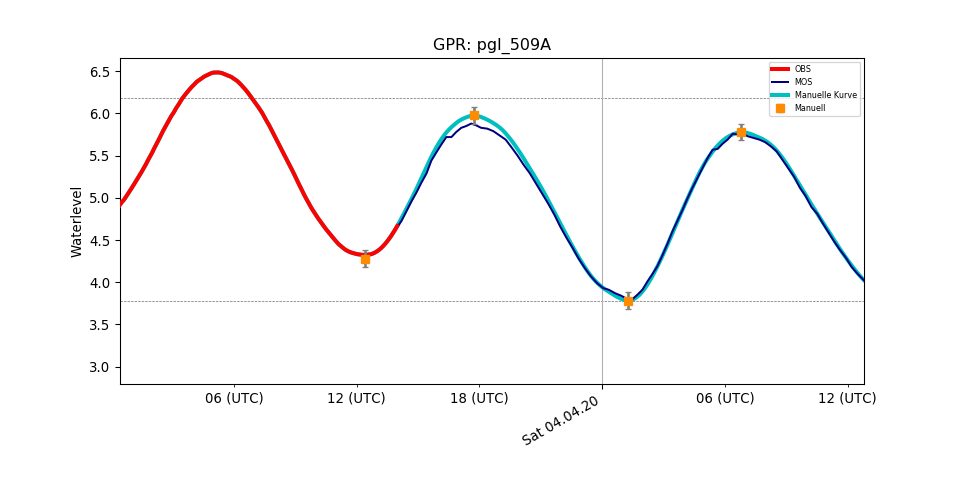 GPR: pgl_509A
OBS
MOS
Manuelle Kurve
Manuell
Waterlevel
6.5
6.0
5.5
5.0
4.5
4.0
3.5
3.0
06 (UTC)
12 (UTC)
18 (UTC)
Sat 04.04.20
06 (UTC)
12 (UTC)